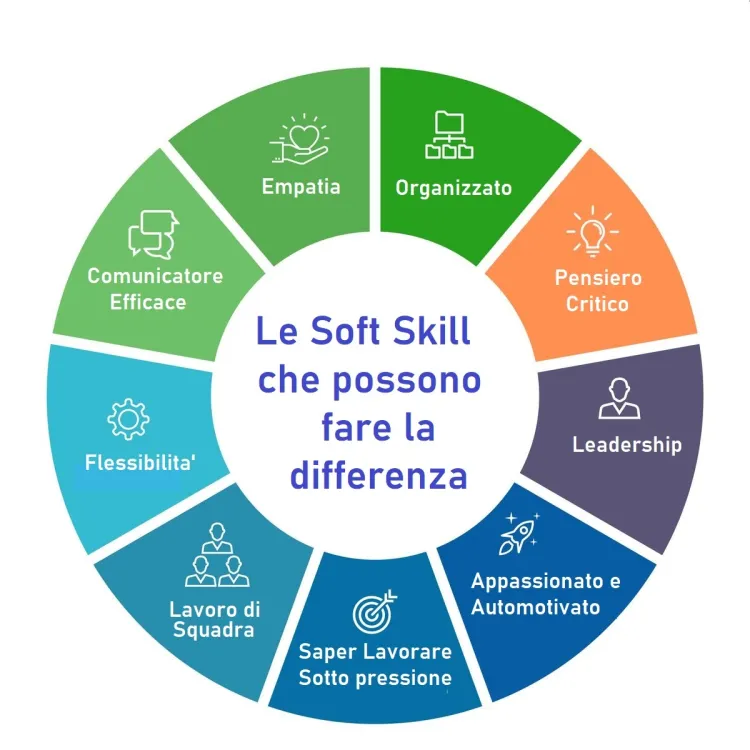 Le Soft Skill
che possono
fare la
differenza
Organizzato
Pensiero
Critico
Leadership
Appassionato e
Automotivato
Saper Lavorare
Sotto pressione
Lavoro di
Squadra
Flessibilita'
Comunicatore
Efficace
Empatia